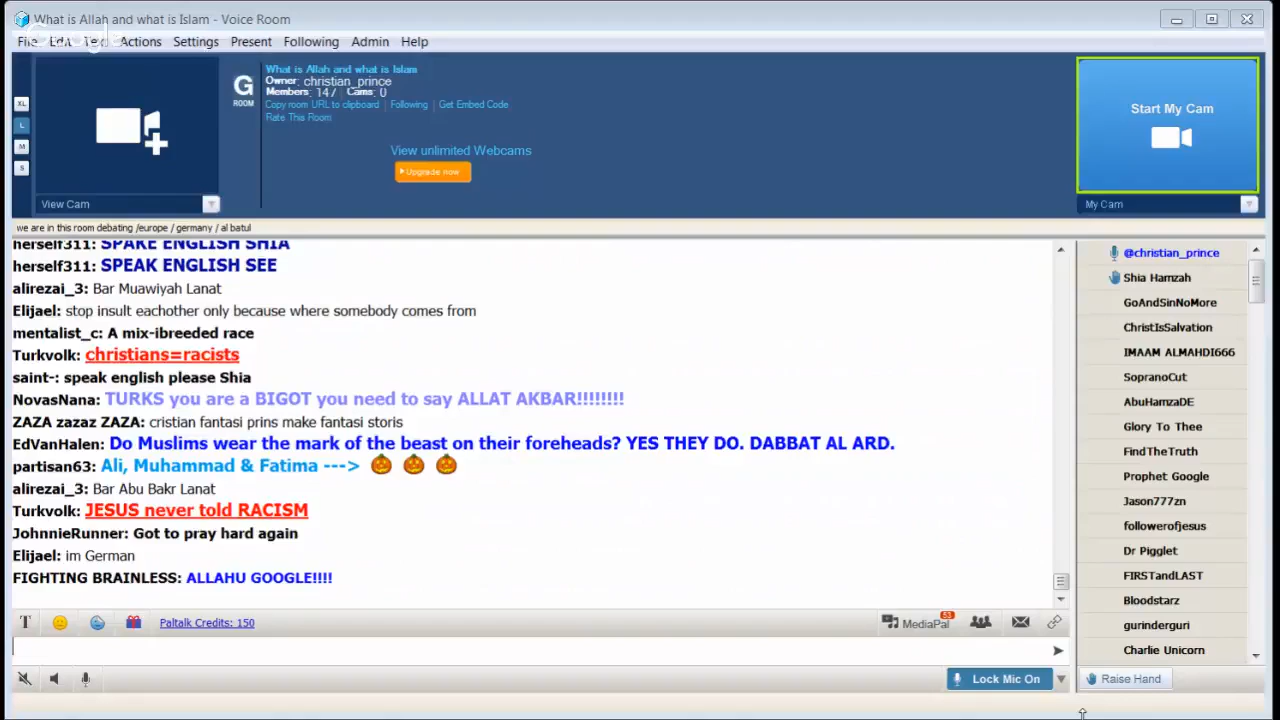 What is Allah and what is Islam - Voice Room
File Edit Text Actions Settings Present Following Admin Help
Google
XL
L
M
S
G
ROOM
What is Allah and what is Islam
Owner: christian_prince
Members: 147 Cams: 0
Copy room URL to clipboard | Following | Get Embed Code
Rate This Room
View unlimited Webcams
Upgrade now
Start My Cam
View Cam
My Cam
we are in this room debating /europe / germany / al batul
herself311: SPAKE ENGLISH SHIA
herself311: SPEAK ENGLISH SEE
alirezai_3: Bar Muawiyah Lanat
Elijael: stop insult eachother only because where somebody comes from
mentalist_c: A mix-ibreeded race
Turkvolk: christians=racists
saint-: speak english please Shia
NovasNana: TURKS you are a BIGOT you need to say ALLAT AKBAR!!!!!!!!
ZAZA zazaz ZAZA: cristian fantasi prins make fantasi storis
EdVanHalen: Do Muslims wear the mark of the beast on their foreheads? YES THEY DO. DABBAT AL ARD.
partisan63: Ali, Muhammad & Fatima --->
alirezai_3: Bar Abu Bakr Lanat
Turkvolk: JESUS never told RACISM
JohnnieRunner: Got to pray hard again
Elijael: im German
FIGHTING BRAINLESS: ALLAHU GOOGLE!!!!
@christian_prince
Shia Hamzah
GoAndSinNoMore
ChristIsSalvation
IMAAM ALMAHDI666
SopranoCut
AbuHamzaDE
Glory To Thee
FindTheTruth
Prophet Google
Jason777zn
followerofjesus
Dr Pigglet
FIRSTandLAST
Bloodstarz
gurinderguri
Charlie Unicorn
T
Paltalk Credits: 150
MediaPal
53
Lock Mic On
Raise Hand